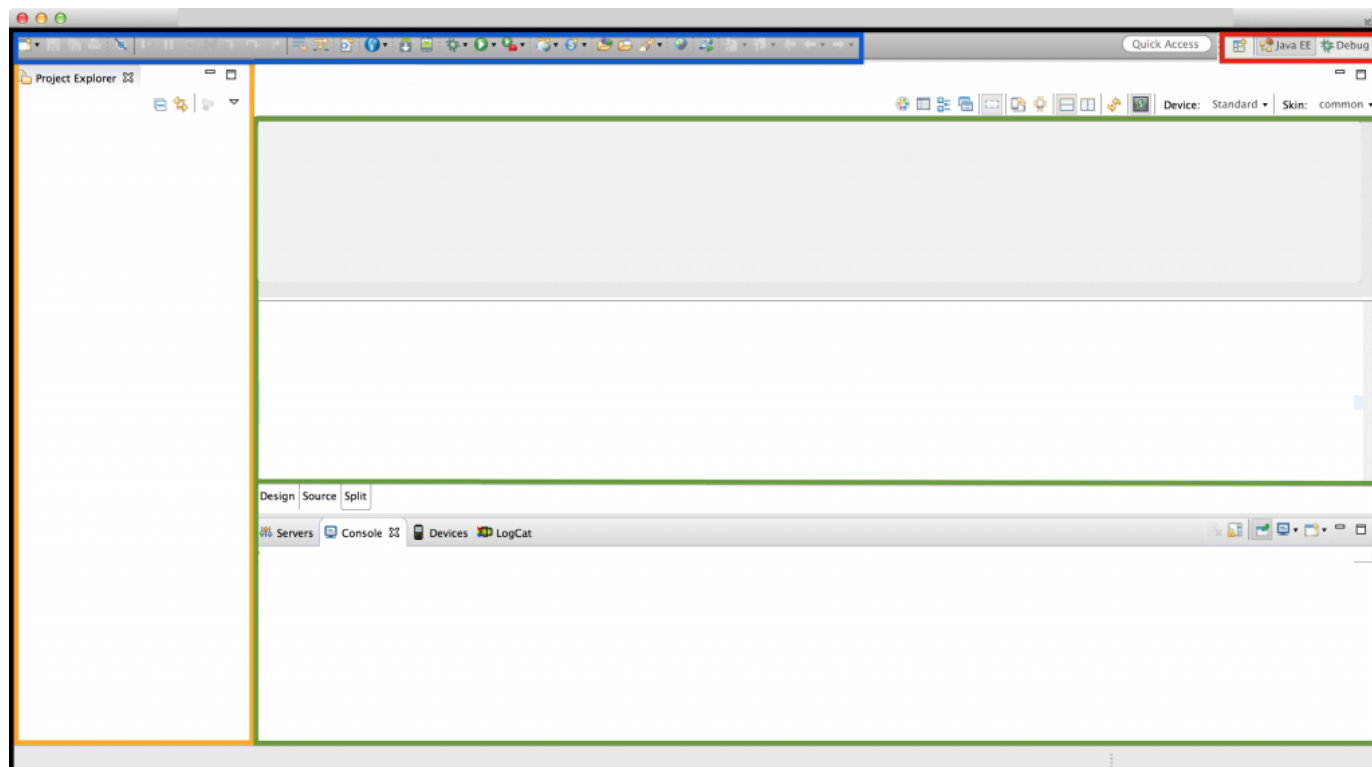 Quick Access Java EE Debug
Project Explorer
Device: Standard Skin: common
Design Source Split
Servers Console Devices LogCat